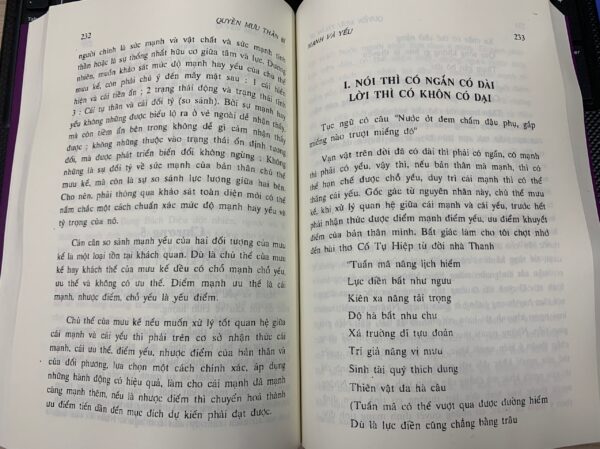 232
QUYỀN MƯU THẦN BÍ
người chính là sức mạnh và vật chất và sức mạnh tinh
thần hoặc là sự thống nhất hữu cơ giữa tâm và lực. Đương
nhiên, muốn khảo sát mức độ mạnh hay yếu của chủ thể
mưu kế, còn phải chú ý đến mấy mặt sau : 1 cái biểu
hiện và cái tiềm ẩn ; 2 trạng thái động và trạng thái tĩnh
3 : Cái tự thân và cái đối tỷ (so sánh). Bởi sự mạnh hay
yếu không những được biểu lộ ra ở vẻ ngoài dễ nhận thấy,
mà còn tiềm ẩn bên trong không dễ gì cảm nhận thấy
được ; không những thuộc vào trạng thái ổn định tương
đối, mà được phát triển biến đổi không ngừng ; Không
những là sự đối tỷ về sức mạnh của bản thân chủ thể
mưu kế, mà còn là sự so sánh lực lượng giữa hai bên.
Cho nên, phải thông qua khảo sát toàn diện mới có thể
nắm chắc một cách chuẩn xác mức độ mạnh hay yếu và
tỷ trọng của nó.
Cán cân so sánh mạnh yếu của hai đối tượng của mưu
kế là một loại tồn tại khách quan. Dù là chủ thể của mưu
kế hay khách thể của mưu kế đều có chỗ mạnh chỗ yếu,
ưu thế và không có ưu thế. Điểm mạnh ưu thế là cái
mạnh, nhược điểm, chỗ yếu là yếu điểm.
Chủ thể của mưu kế nếu muốn xử lý tốt quan hệ giữa
cái mạnh và cái yếu thì phải trên cơ sở nhận thức cái
mạnh, cái ưu thế, điểm yếu, nhược điểm của bản thân và
của đối phương, lựa chọn một cách chính xác, áp dụng
những hành động có hiệu quả, làm cho cái mạnh đã mạnh
càng mạnh thêm, nếu là nhược điểm thì chuyển hoá thành
ưu điểm tiến dần đến mục đích dự kiến phải đạt được.
MẠNH VÀ YẾU
233
I. NÓI THÌ CÓ NGẮN CÓ DÀI
LỜI THÌ CÓ KHÔN CÓ DẠI
Tục ngữ có câu "Nước ót đem chấm đậu phụ, gắp
miếng nào trượt miếng đó"
Vạn vật trên đời đã có dài thì phải có ngắn, có mạnh
thì phải có yếu, vậy thì, nếu bản thân mà mạnh, thì có
thể hạn chế được chỗ yếu, duy trì cái mạnh thì có thể
thắng cái yếu. Gốc gác từ nguyên nhân này, chủ thể mưu
kế, khi xử lý quan hệ giữa cái mạnh và cái yếu, trước hết
phải nhận thức được điểm mạnh điểm yếu, ưu điểm khuyết
điểm của bản thân mình. Bất giác làm cho tôi chợt nhớ
đến bài thơ Cố Tự Hiệp từ đời nhà Thanh
"Tuấn mã năng lịch hiểm
Lực điền bất như ngưu
Kiên xa năng tải trọng
Độ hà bất như chu
Xả trường dĩ tựu đoản
Trí giả năng vị mưu
Sinh tài quý thích dung
Thiên vật đa hà câu
(Tuấn mã có thể vượt qua được đường hiểm
Dù là lực điền cũng chẳng bằng trâu